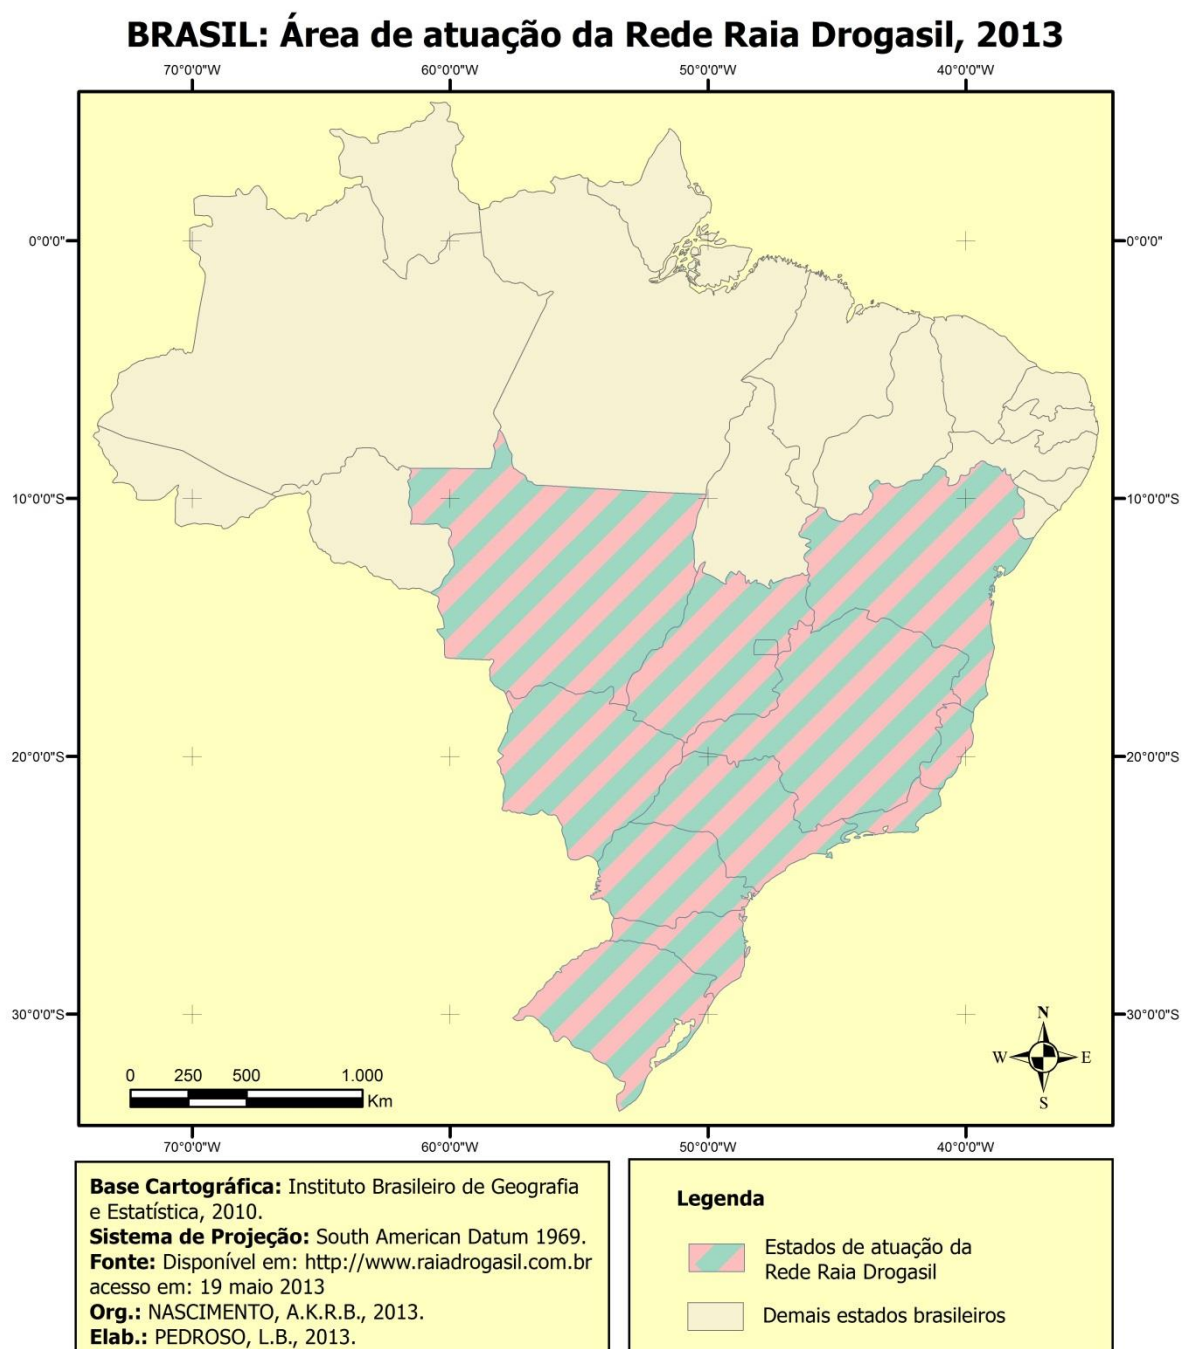 BRASIL: Área de atuação da Rede Raia Drogasil, 2013
70°0'0"W 60°0'0"W 50°0'0"W 40°0'0"W
0°0'0" 0°0'0"
10°0'0"S 10°0'0"S
20°0'0"S 20°0'0"S
30°0'0"S 30°0'0"S
N
W E
S
0 250 500 1.000
Km
70°0'0"W 60°0'0"W 50°0'0"W 40°0'0"W
Base Cartográfica: Instituto Brasileiro de Geografia
e Estatística, 2010.
Sistema de Projeção: South American Datum 1969.
Fonte: Disponível em: http://www.raiadrogasil.com.br
acesso em: 19 maio 2013
Org.: NASCIMENTO, A.K.R.B., 2013.
Elab.: PEDROSO, L.B., 2013.
Legenda
Estados de atuação da
Rede Raia Drogasil
Demais estados brasileiros